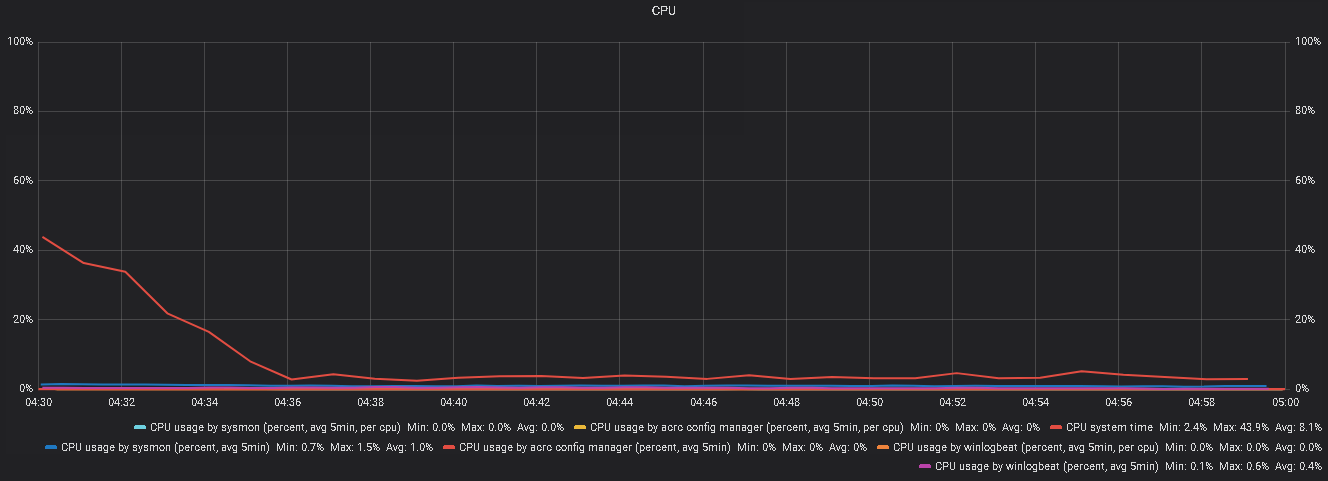 CPU
100% 100%
80% 80%
60% 60%
40% 40%
20% 20%
0% 0%
04:30 04:32 04:34 04:36 04:38 04:40 04:42 04:44 04:46 04:48 04:50 04:52 04:54 04:56 04:58 05:00
CPU usage by sysmon (percent, avg 5min, per cpu) Min: 0.0% Max: 0.0% Avg: 0.0% CPU usage by acrc config manager (percent, avg 5min, per cpu) Min: 0% Max: 0% Avg: 0% CPU system time Min: 2.4% Max: 43.9% Avg: 8.1%
CPU usage by sysmon (percent, avg 5min) Min: 0.7% Max: 1.5% Avg: 1.0% CPU usage by acrc config manager (percent, avg 5min) Min: 0% Max: 0% Avg: 0% CPU usage by winlogbeat (percent, avg 5min, per cpu) Min: 0.0% Max: 0.0% Avg: 0.0%
CPU usage by winlogbeat (percent, avg 5min) Min: 0.1% Max: 0.6% Avg: 0.4%